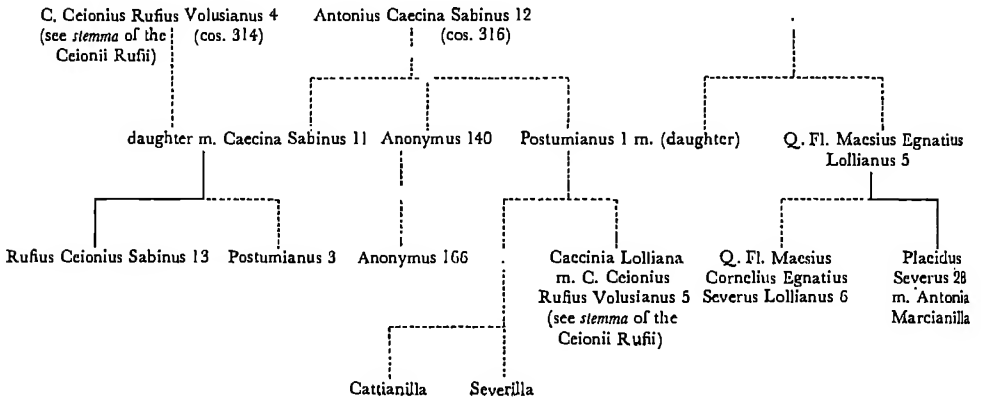 C. Ceionius Rufius Volusianus 4
(see stemma of the (cos. 314)
Ceionii Rufii)
Antonius Caecina Sabinus 12
(cos. 316)
daughter m. Caecina Sabinus 11
Anonymus 140
Postumianus 1 m. (daughter)
Q. Fl. Maesius Egnatius
Lollianus 5
Rufius Ceionius Sabinus 13
Postumianus 3
Anonymus 166
Caecinia Lolliana
m. C. Ceionius
Rufius Volusianus 5
(see stemma of the
Ceionii Rufii)
Q. Fl. Maesius
Cornelius Egnatius
Severus Lollianus 6
Placidus
Severus 28
m. Antonia
Marcianilla
Cattianilla
Severilla